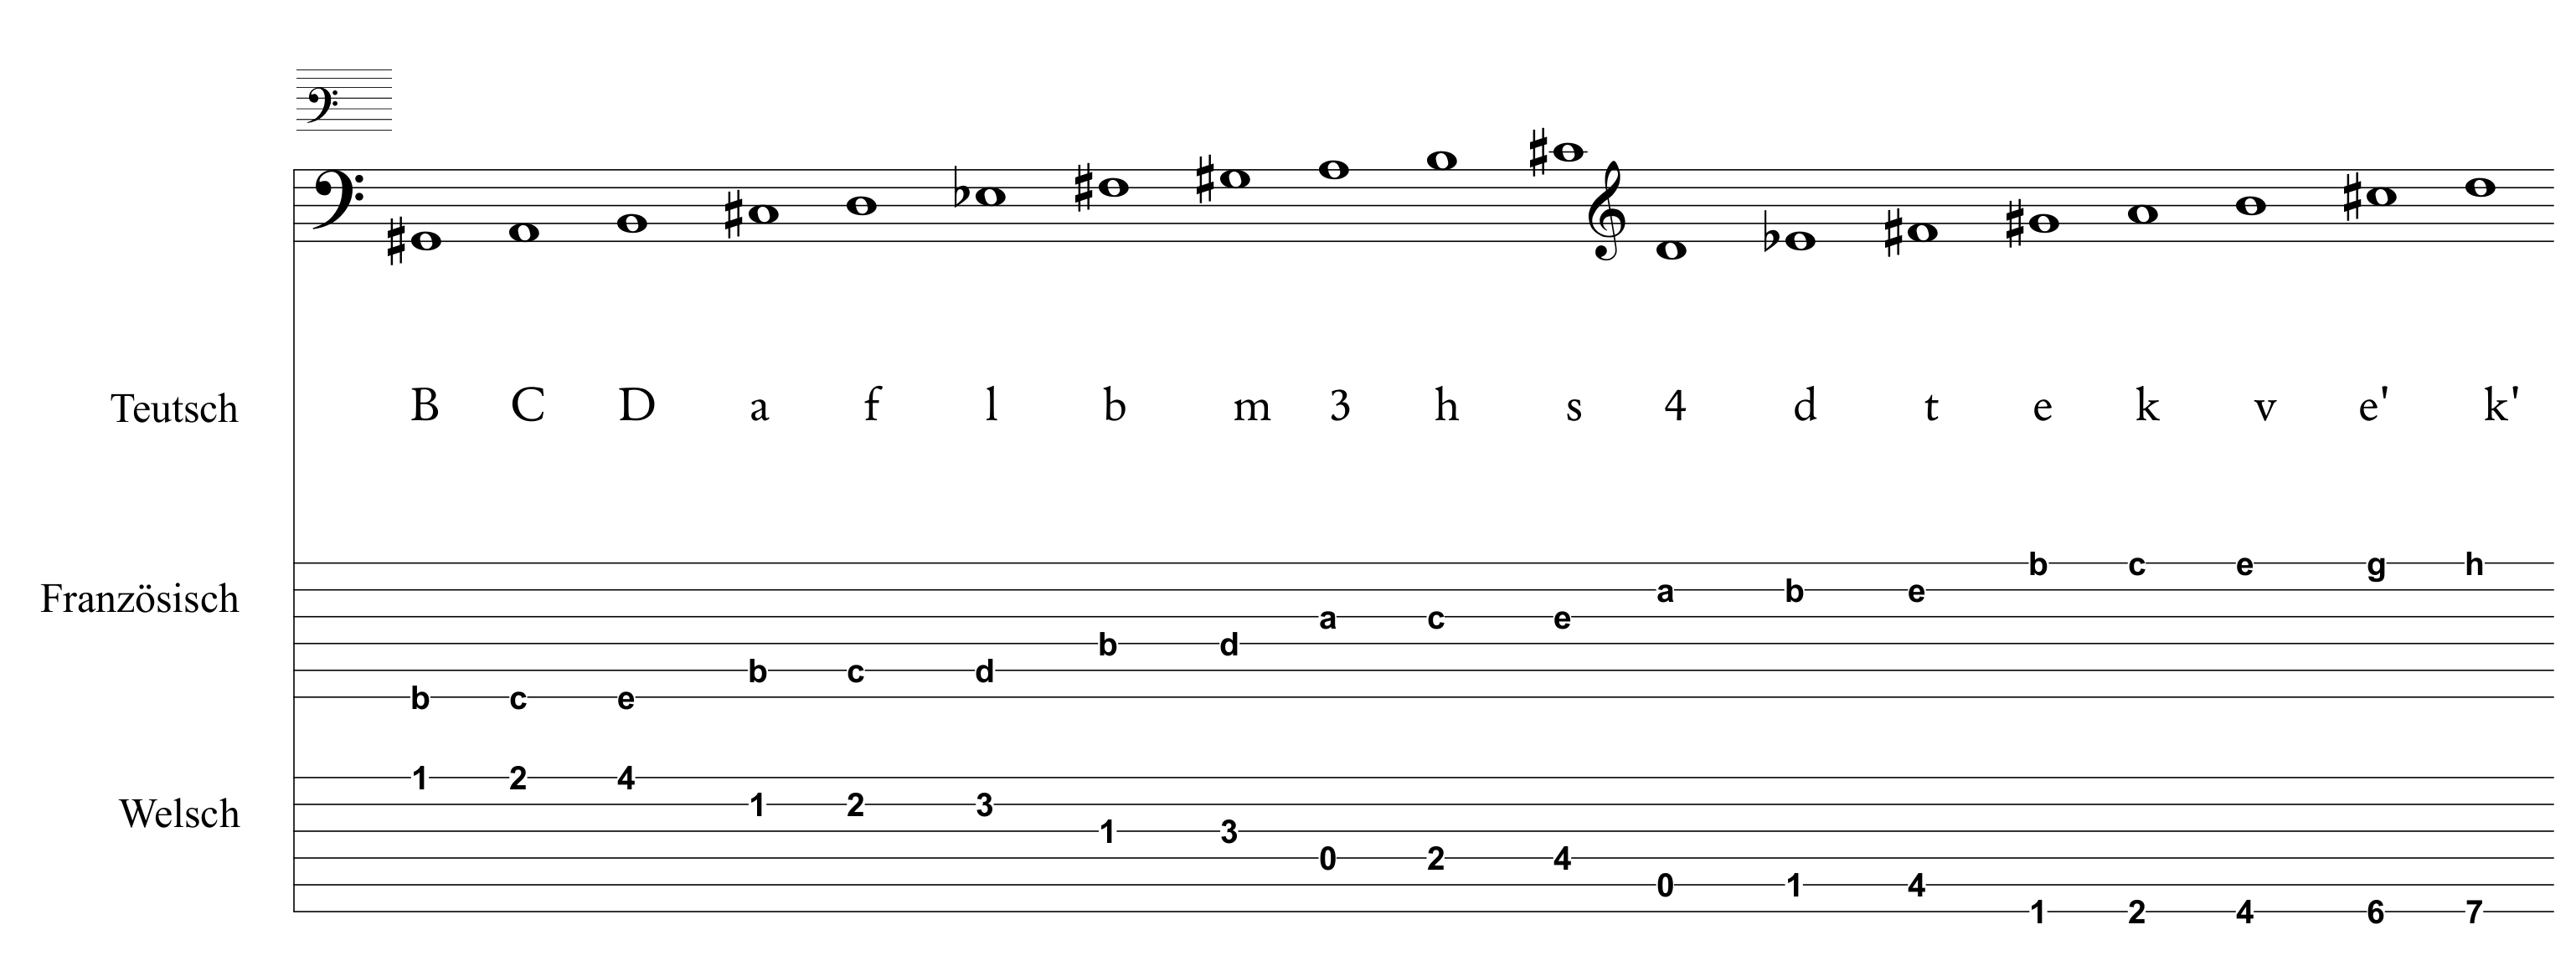 Teutsch B C D a f l b m 3 h s 4 d t e k v e' k'
b c e g h
Französisch a b e
a c e
b d
b c d
b c e
1 2 4
1 2 3
Welsch 1 3
0 2 4
0 1 4
1 2 4 6 7